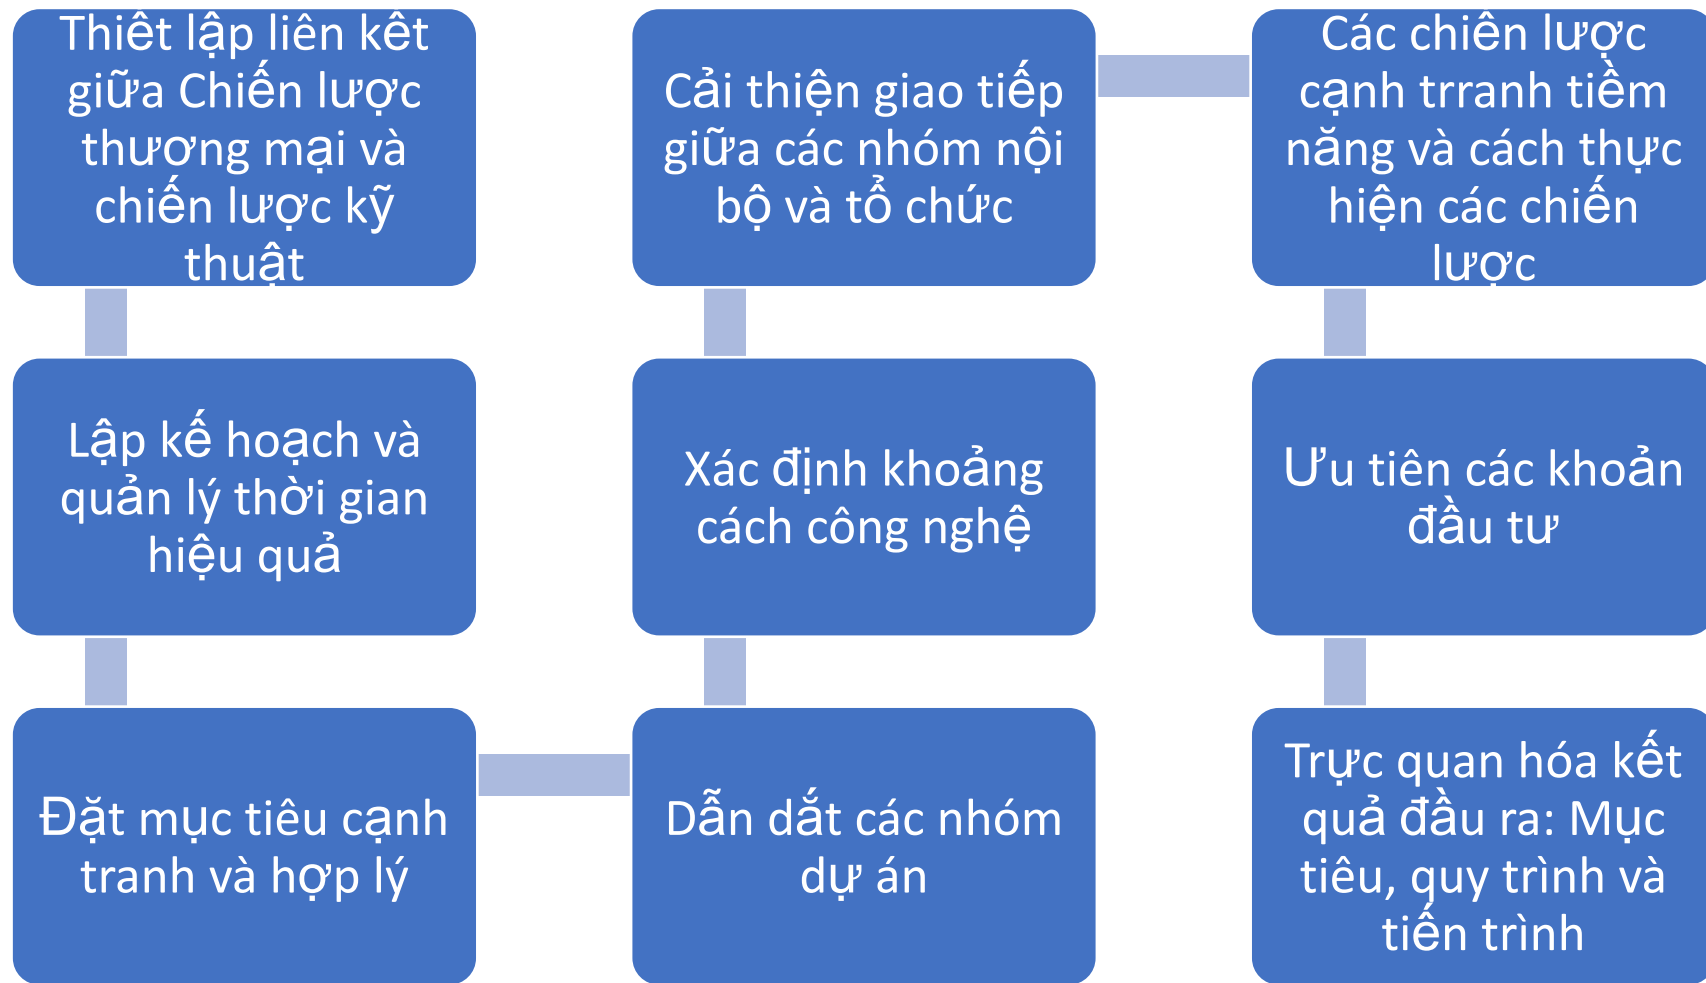 Thiết lập liên kết
giữa Chiến lược
thương mại và
chiến lược kỹ
thuật
Lập kế hoạch và
quản lý thời gian
hiệu quả
Đặt mục tiêu cạnh
tranh và hợp lý
Dẫn dắt các nhóm
dự án
Xác định khoảng
cách công nghệ
Cải thiện giao tiếp
giữa các nhóm nội
bộ và tổ chức
Các chiến lược
cạnh trranh tiềm
năng và cách thực
hiện các chiến
lược
Ưu tiên các khoản
đầu tư
Trực quan hóa kết
quả đầu ra: Mục
tiêu, quy trình và
tiến trình